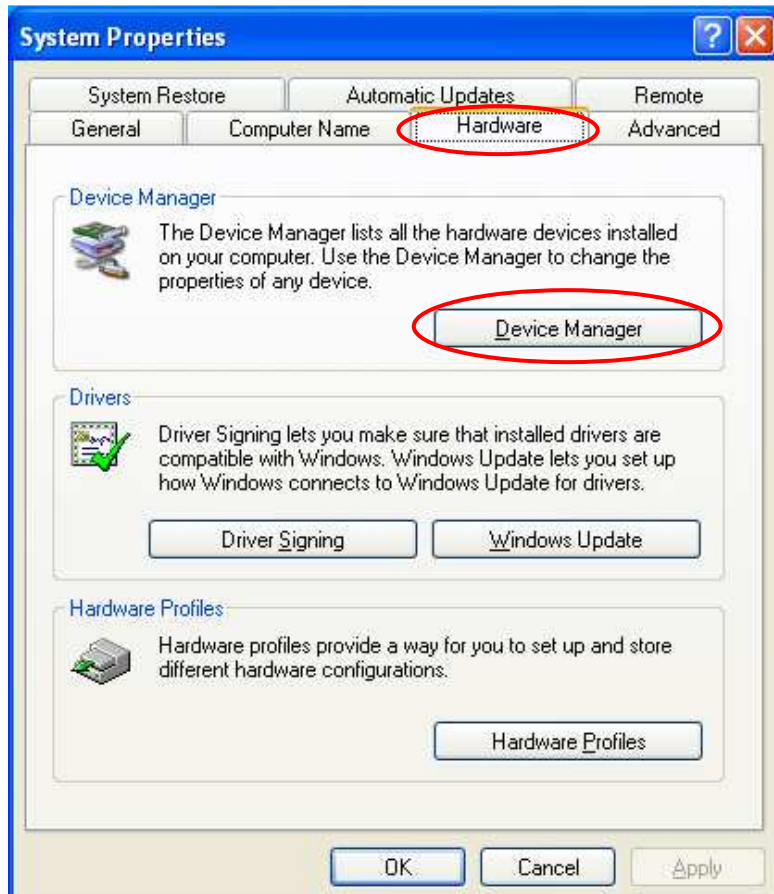 System Properties
System Restore Automatic Updates Remote
General Computer Name Hardware Advanced
Device Manager
The Device Manager lists all the hardware devices installed
on your computer. Use the Device Manager to change the
properties of any device.
Device Manager
Drivers
Driver Signing lets you make sure that installed drivers are
compatible with Windows. Windows Update lets you set up
how Windows connects to Windows Update for drivers.
Driver Signing Windows Update
Hardware Profiles
Hardware profiles provide a way for you to set up and store
different hardware configurations.
Hardware Profiles
OK Cancel Apply